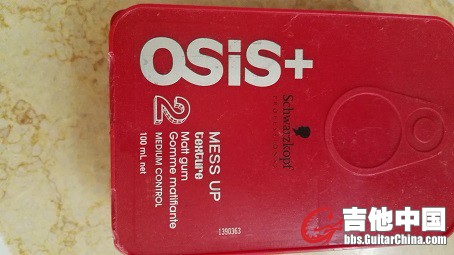 OSiS+
Schwarzkopf
PROFESSIONAL
2
MESS UP
texture
Matt gum
Gomme matifiante
MEDIUM CONTROL
100 mL net
1390363
吉他中国
bbs.GuitarChina.com